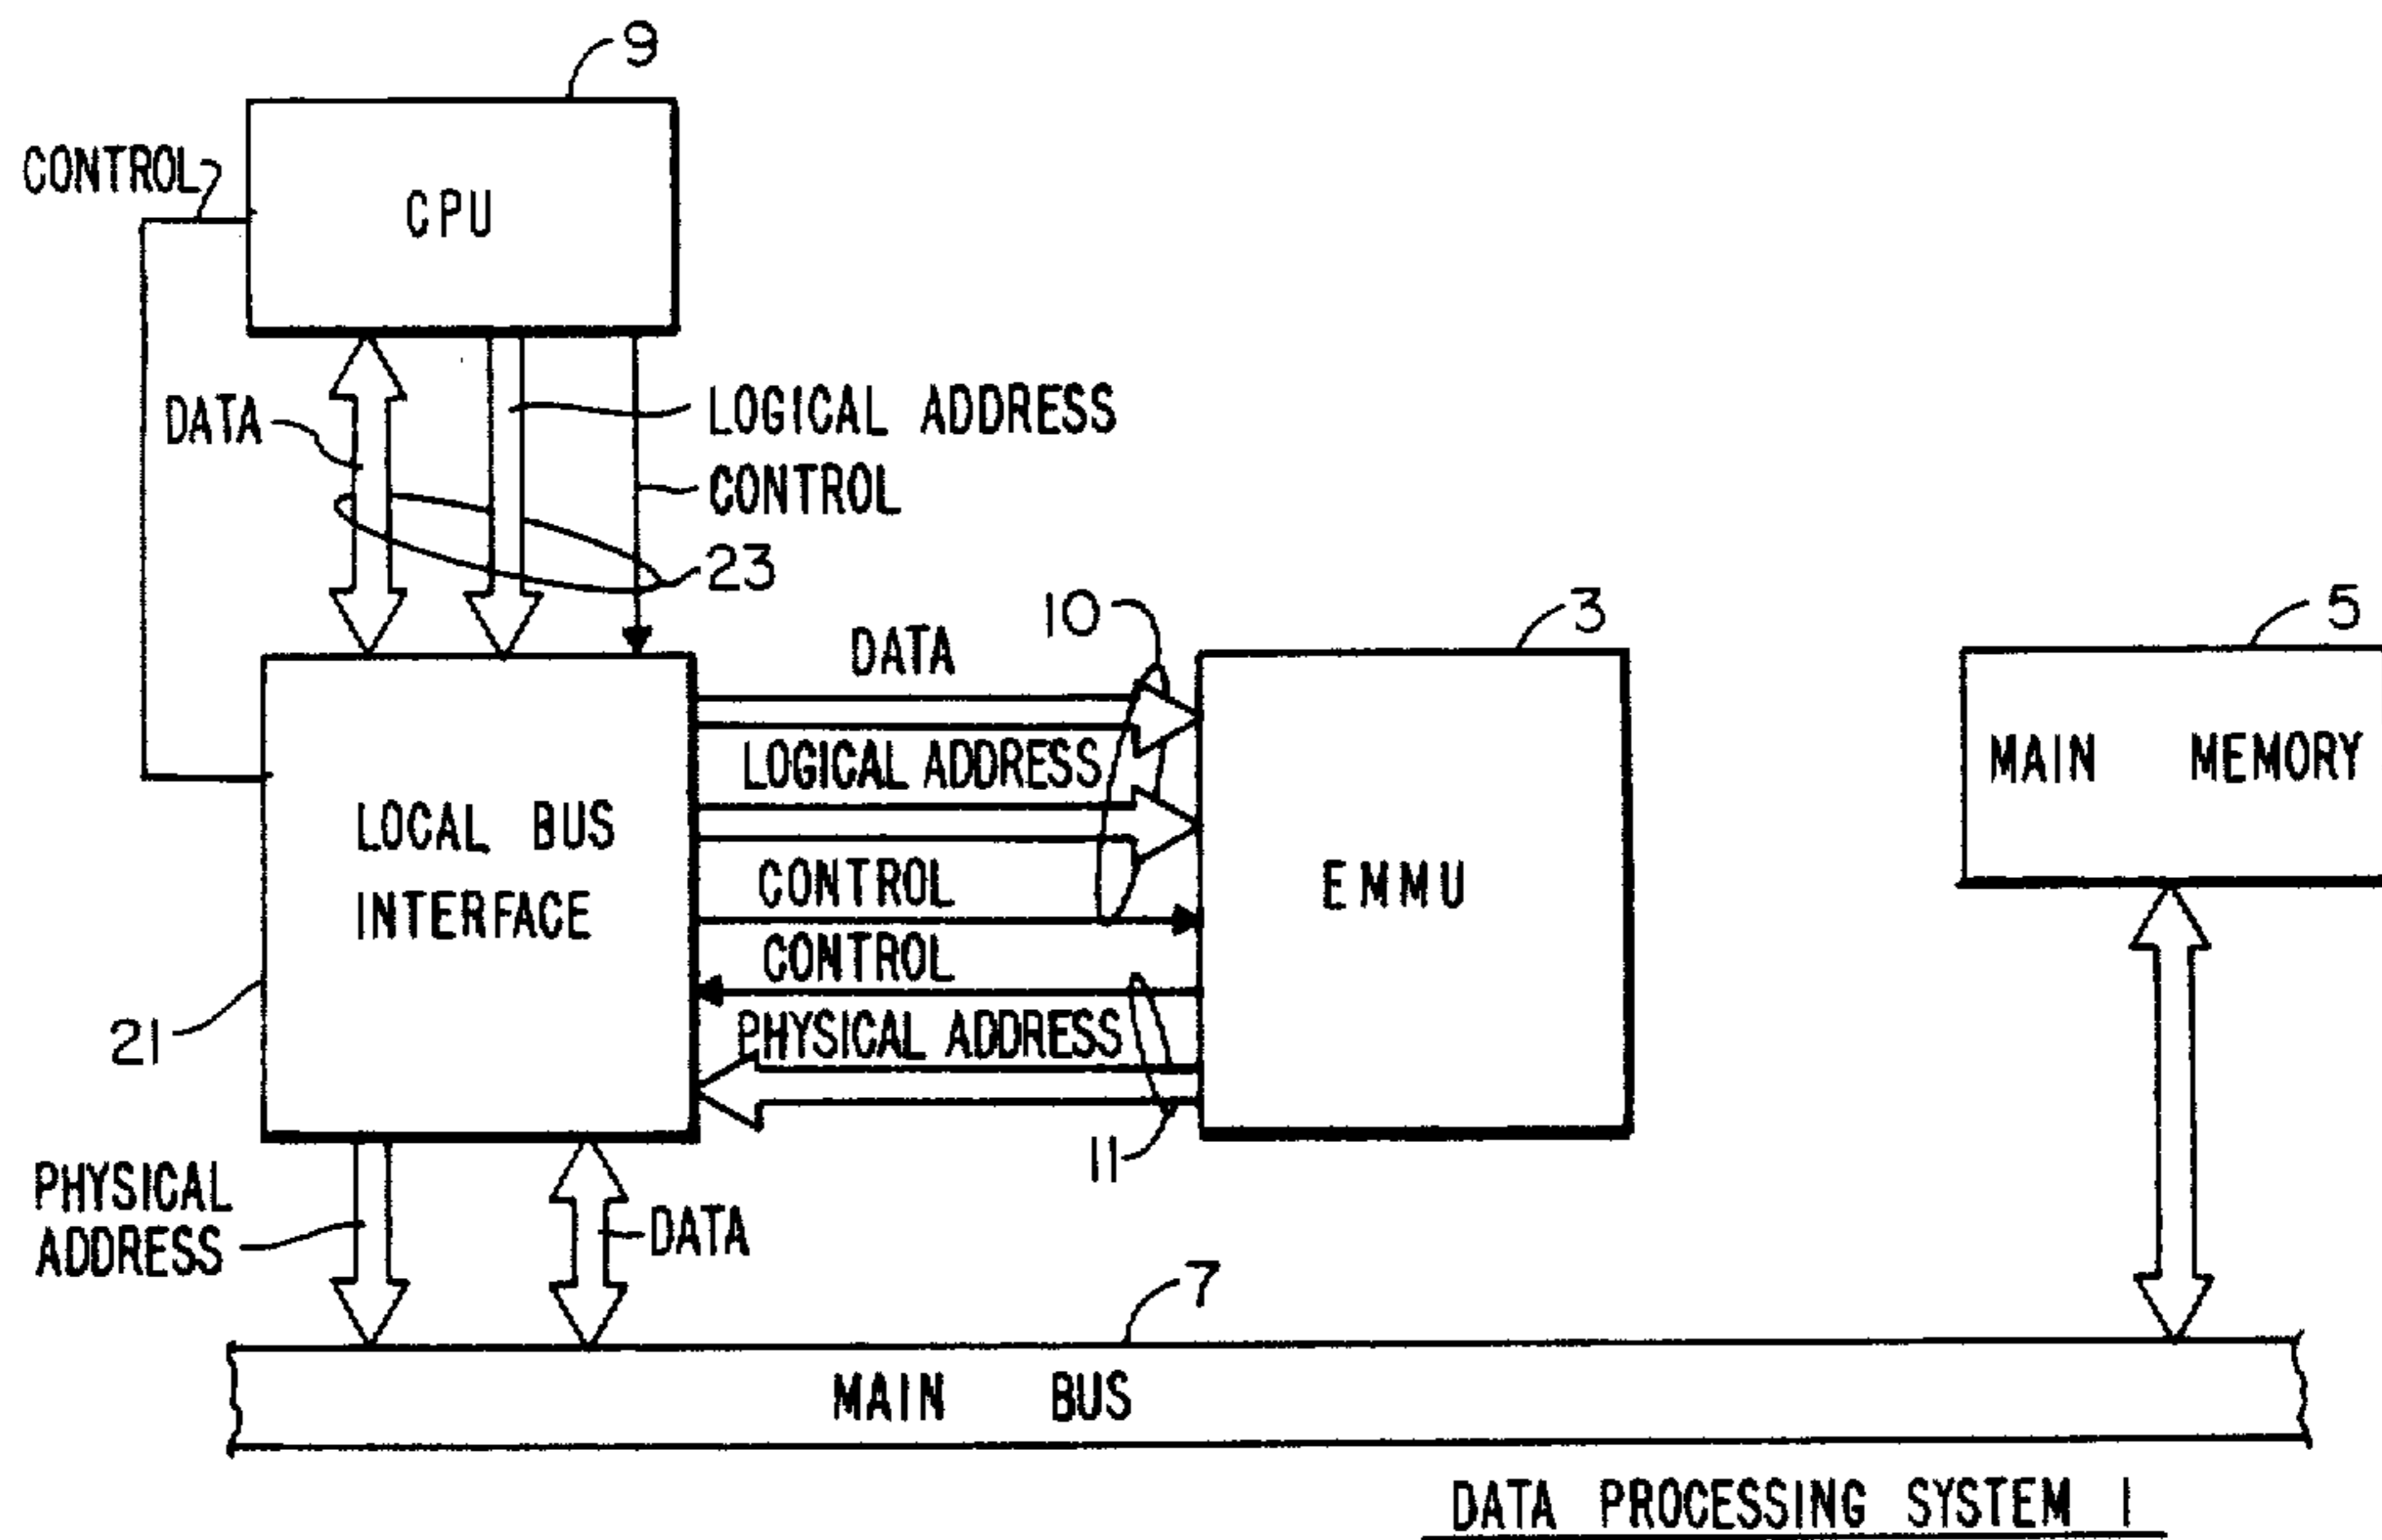 9
CONTROL
CPU
DATA
LOGICAL ADDRESS
CONTROL
23
10
3
5
DATA
LOGICAL ADDRESS
CONTROL
CONTROL
PHYSICAL ADDRESS
LOCAL BUS
INTERFACE
EMMU
MAIN MEMORY
21
11
PHYSICAL
ADDRESS
DATA
7
MAIN BUS
DATA PROCESSING SYSTEM 1